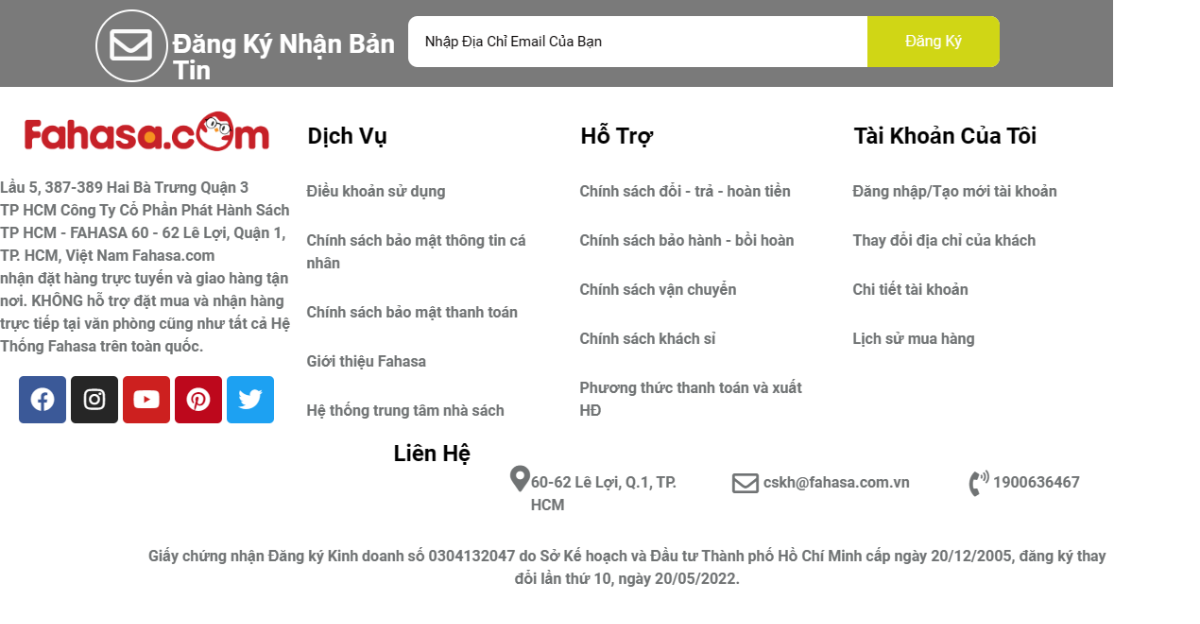 Đăng Ký Nhận Bản
Tin
Nhập Địa Chỉ Email Của Bạn
Đăng Ký
Fahasa.com
Lầu 5, 387-389 Hai Bà Trưng Quận 3
TP HCM Công Ty Cổ Phần Phát Hành Sách
TP HCM - FAHASA 60 - 62 Lê Lợi, Quận 1,
TP. HCM, Việt Nam Fahasa.com
nhận đặt hàng trực tuyến và giao hàng tận
nơi. KHÔNG hỗ trợ đặt mua và nhận hàng
trực tiếp tại văn phòng cũng như tất cả Hệ
Thống Fahasa trên toàn quốc.
Dịch Vụ
Điều khoản sử dụng
Chính sách bảo mật thông tin cá
nhân
Chính sách bảo mật thanh toán
Giới thiệu Fahasa
Hệ thống trung tâm nhà sách
Hỗ Trợ
Chính sách đổi - trả - hoàn tiền
Chính sách bảo hành - bồi hoàn
Chính sách vận chuyển
Chính sách khách sỉ
Phương thức thanh toán và xuất
HĐ
Tài Khoản Của Tôi
Đăng nhập/Tạo mới tài khoản
Thay đổi địa chỉ của khách
Chi tiết tài khoản
Lịch sử mua hàng
Liên Hệ
60-62 Lê Lợi, Q.1, TP.
HCM
cskh@fahasa.com.vn
1900636467
Giấy chứng nhận Đăng ký Kinh doanh số 0304132047 do Sở Kế hoạch và Đầu tư Thành phố Hồ Chí Minh cấp ngày 20/12/2005, đăng ký thay
đổi lần thứ 10, ngày 20/05/2022.